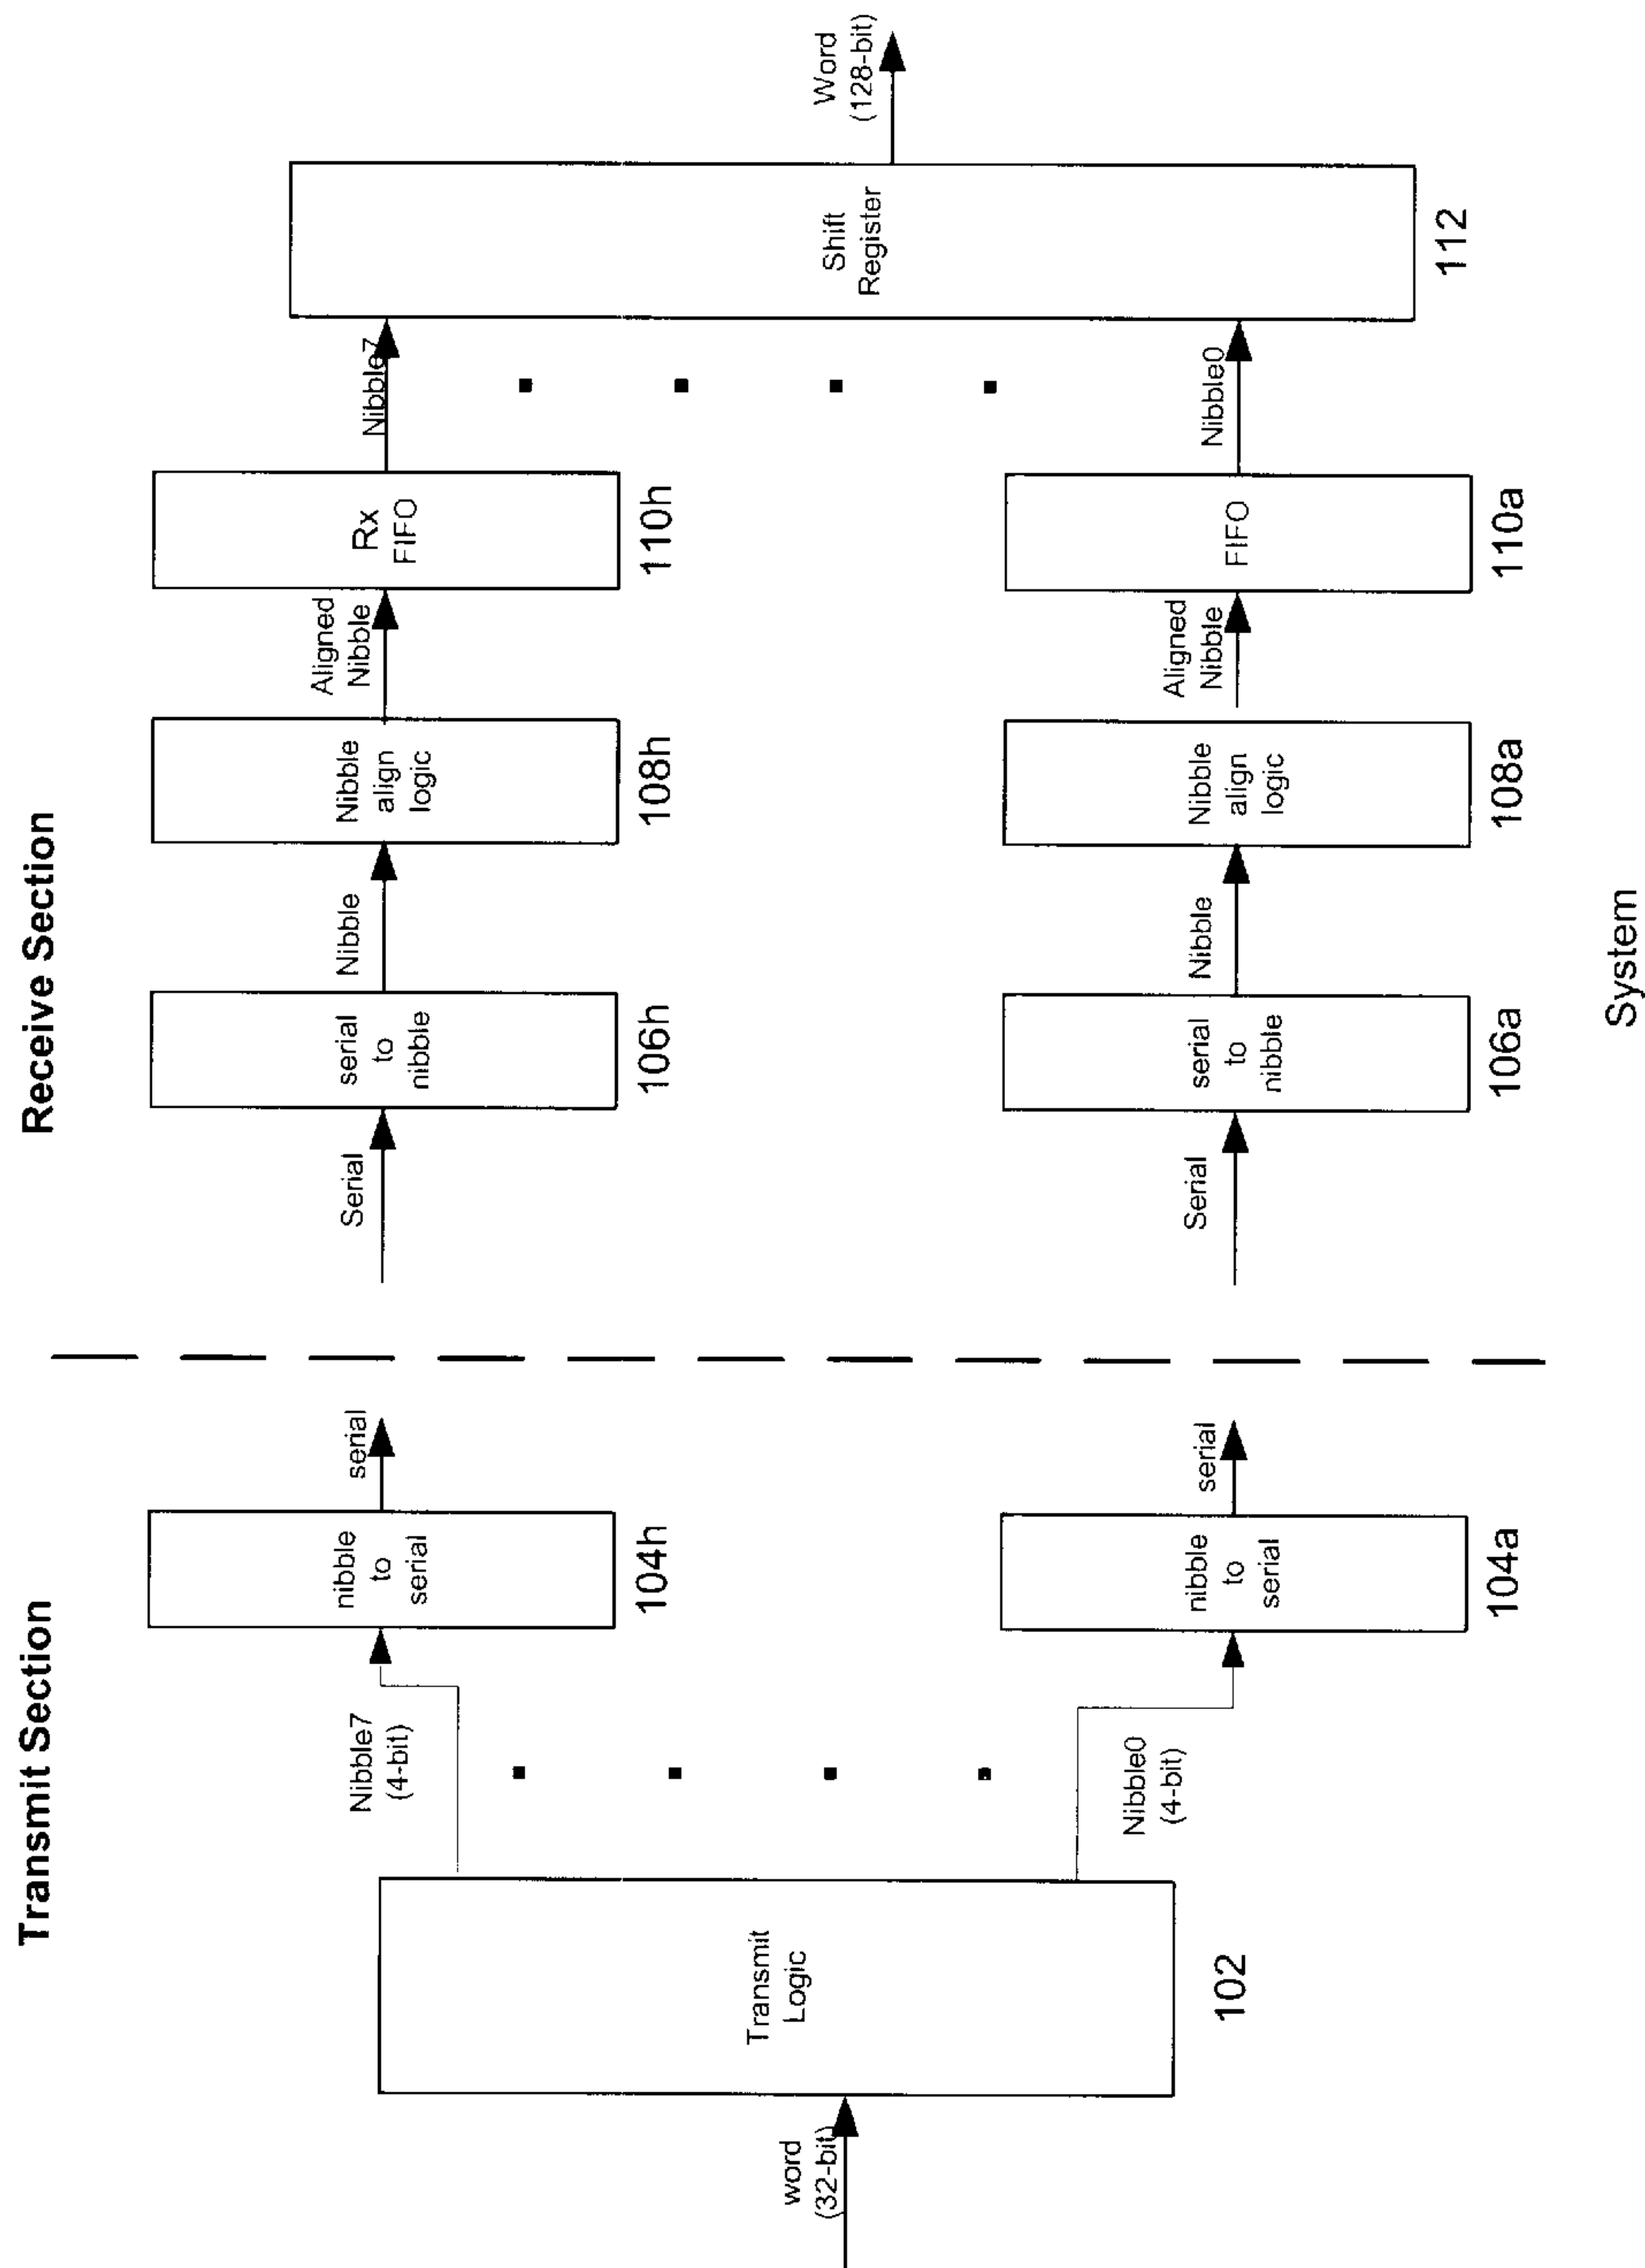 Transmit Section
Receive Section
word
(32-bit)
Transmit
Logic
102
Nibble7
(4-bit)
nibble
to
serial
104h
serial
Serial
serial
to
nibble
106h
Nibble
Nibble
align
logic
108h
Aligned
Nibble
Rx
FIFO
110h
Nibble7
Nibble0
(4-bit)
nibble
to
serial
104a
serial
Serial
serial
to
nibble
106a
Nibble
Nibble
align
logic
108a
Aligned
Nibble
FIFO
110a
Nibble0
Shift
Register
112
Word
(128-bit)
System